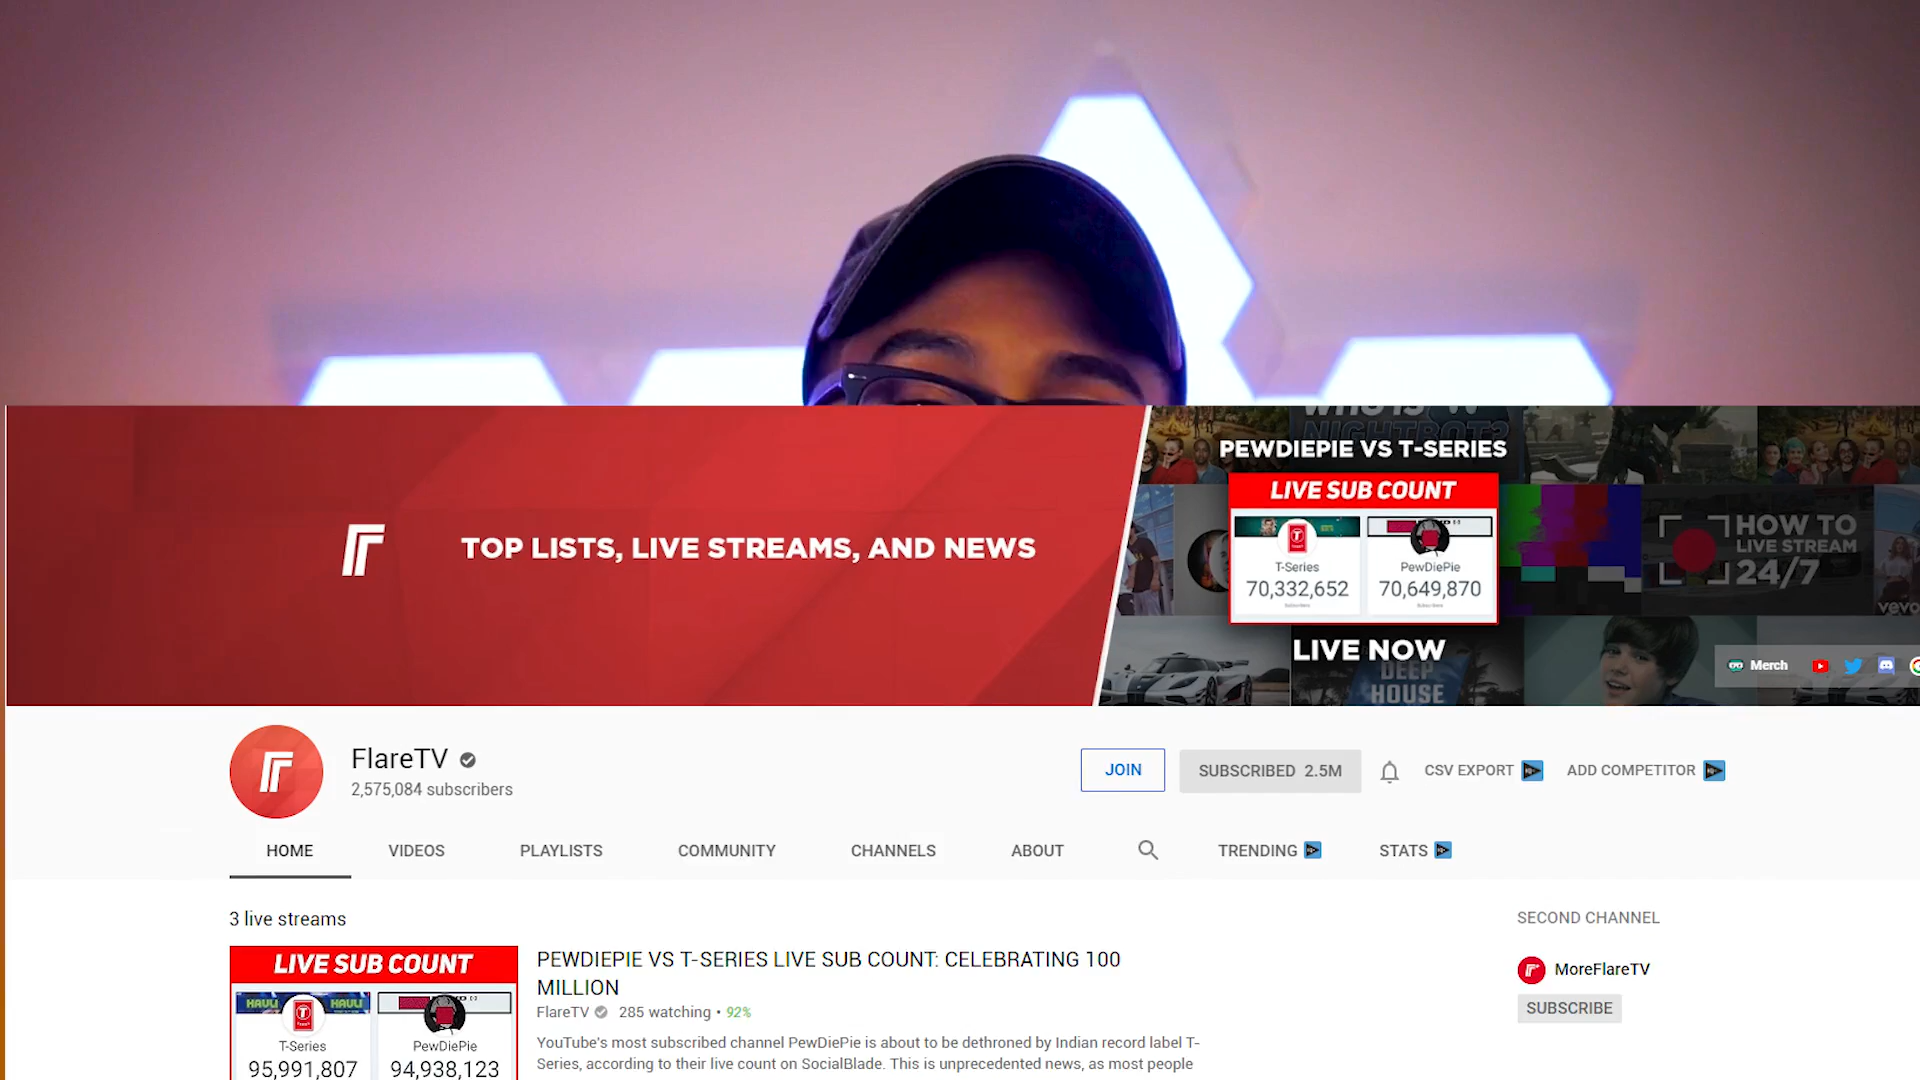 WHO IS
NIGHTBOT?
PEWDIEPIE VS T-SERIES
LIVE SUB COUNT
T-Series
PewDiePie
70,332,652
70,649,870
LIVE NOW
TOP LISTS, LIVE STREAMS, AND NEWS
HOW TO
LIVE STREAM
24/7
vevo
DEEP
HOUSE
Merch
FlareTV
2,575,084 subscribers
JOIN
SUBSCRIBED 2.5M
CSV EXPORT
ADD COMPETITOR
HOME
VIDEOS
PLAYLISTS
COMMUNITY
CHANNELS
ABOUT
TRENDING
STATS
3 live streams
LIVE SUB COUNT
HAULI
HAULI
T-Series
PewDiePie
95,991,807
94,938,123
PEWDIEPIE VS T-SERIES LIVE SUB COUNT: CELEBRATING 100
MILLION
FlareTV
285 watching • 92%
YouTube's most subscribed channel PewDiePie is about to be dethroned by Indian record label T-
Series, according to their live count on SocialBlade. This is unprecedented news, as most people
SECOND CHANNEL
MoreFlareTV
SUBSCRIBE